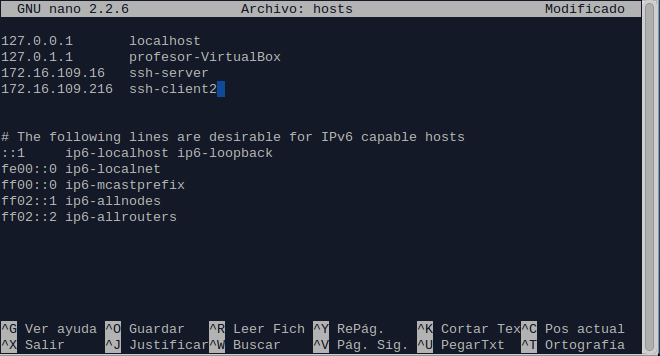 GNU nano 2.2.6 Archivo: hosts Modificado
127.0.0.1 localhost
127.0.1.1 profesor-VirtualBox
172.16.109.16 ssh-server
172.16.109.216 ssh-client2
# The following lines are desirable for IPv6 capable hosts
::1 ip6-localhost ip6-loopback
fe00::0 ip6-localnet
ff00::0 ip6-mcastprefix
ff02::1 ip6-allnodes
ff02::2 ip6-allrouters
^G Ver ayuda ^O Guardar ^R Leer Fich ^Y RePág. ^K Cortar Tex ^C Pos actual
^X Salir ^J Justificar ^W Buscar ^V Pág. Sig. ^U PegarTxt ^T Ortografía